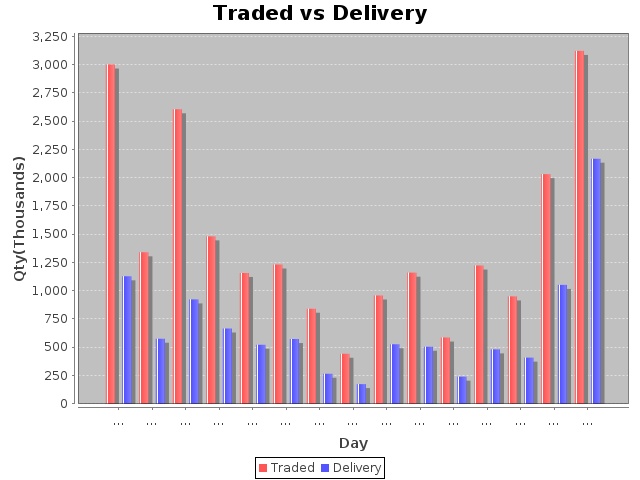 Traded vs Delivery
3,250
3,000
2,750
2,500
2,250
2,000
1,750
1,500
1,250
1,000
750
500
250
0
Qty(Thousands)
... ... ... ... ... ... ... ... ... ... ... ... ... ... ...
Day
Traded Delivery